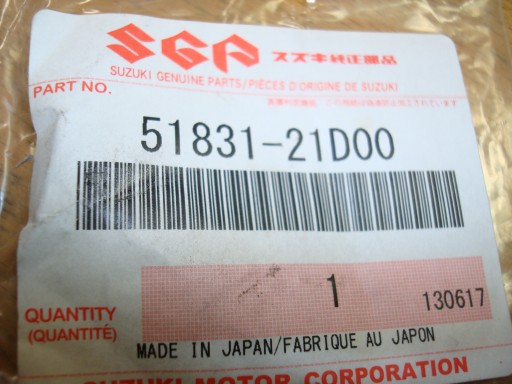 SGP スズキ純正部品
SUZUKI GENUINE PARTS/PIÈCES D'ORIGINE DE SUZUKI
PART NO.
51831-21D00
1
130617
QUANTITY
(QUANTITÉ)
MADE IN JAPAN/FABRIQUE AU JAPON
SUZUKI MOTOR CORPORATION